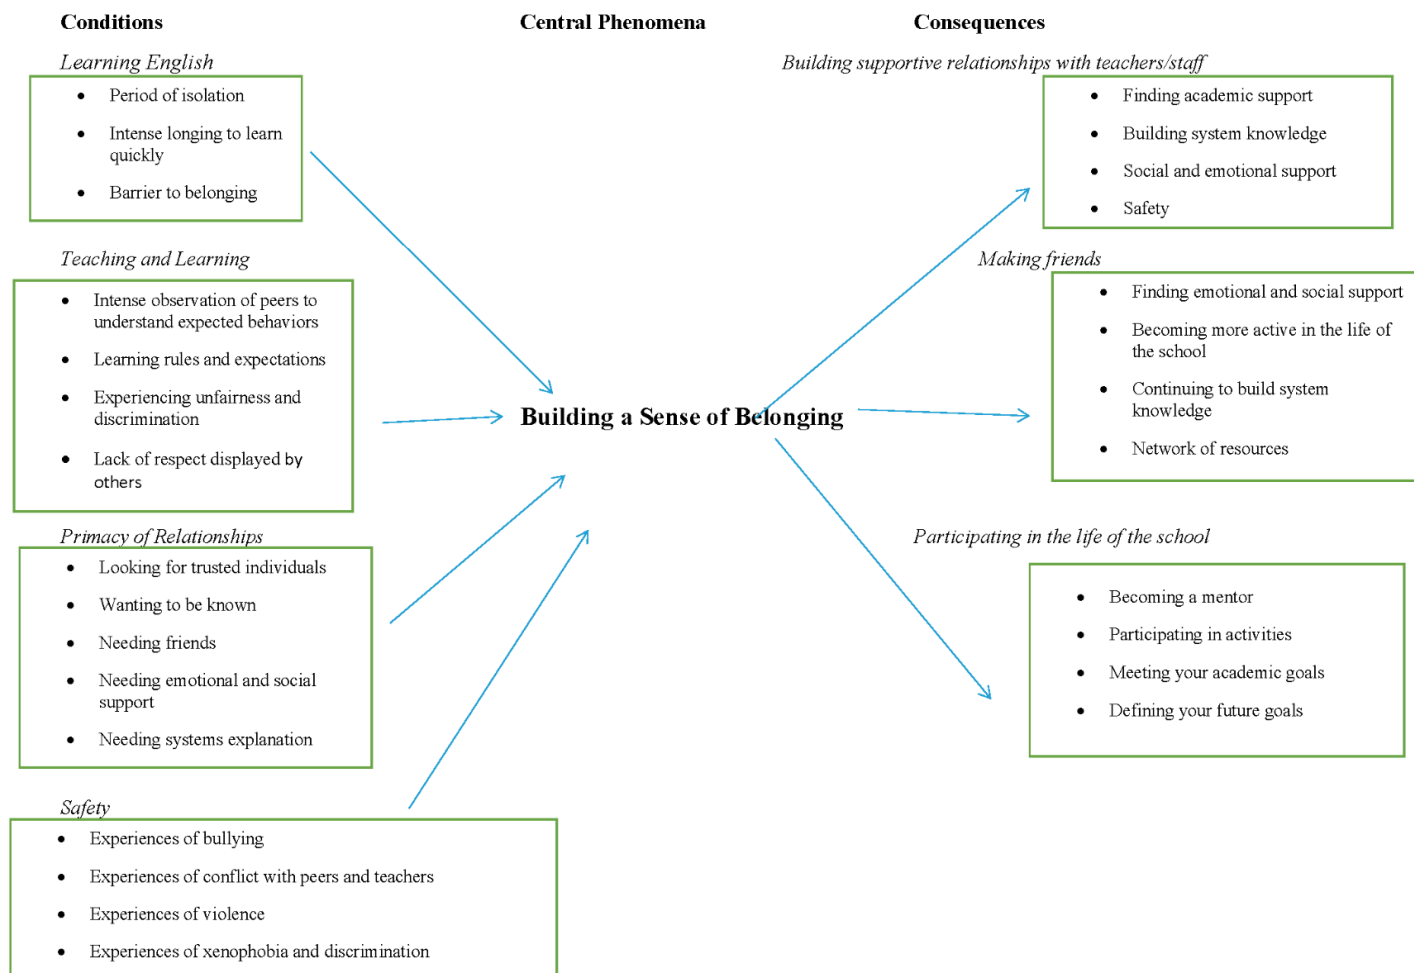 Conditions
Central Phenomena
Consequences
Learning English
• Period of isolation
• Intense longing to learn
quickly
• Barrier to belonging
Teaching and Learning
• Intense observation of peers to
understand expected behaviors
• Learning rules and expectations
• Experiencing unfairness and
discrimination
• Lack of respect displayed by
others
Primacy of Relationships
• Looking for trusted individuals
• Wanting to be known
• Needing friends
• Needing emotional and social
support
• Needing systems explanation
Safety
• Experiences of bullying
• Experiences of conflict with peers and teachers
• Experiences of violence
• Experiences of xenophobia and discrimination
Building a Sense of Belonging
Building supportive relationships with teachers/staff
• Finding academic support
• Building system knowledge
• Social and emotional support
• Safety
Making friends
• Finding emotional and social support
• Becoming more active in the life of
the school
• Continuing to build system
knowledge
• Network of resources
Participating in the life of the school
• Becoming a mentor
• Participating in activities
• Meeting your academic goals
• Defining your future goals